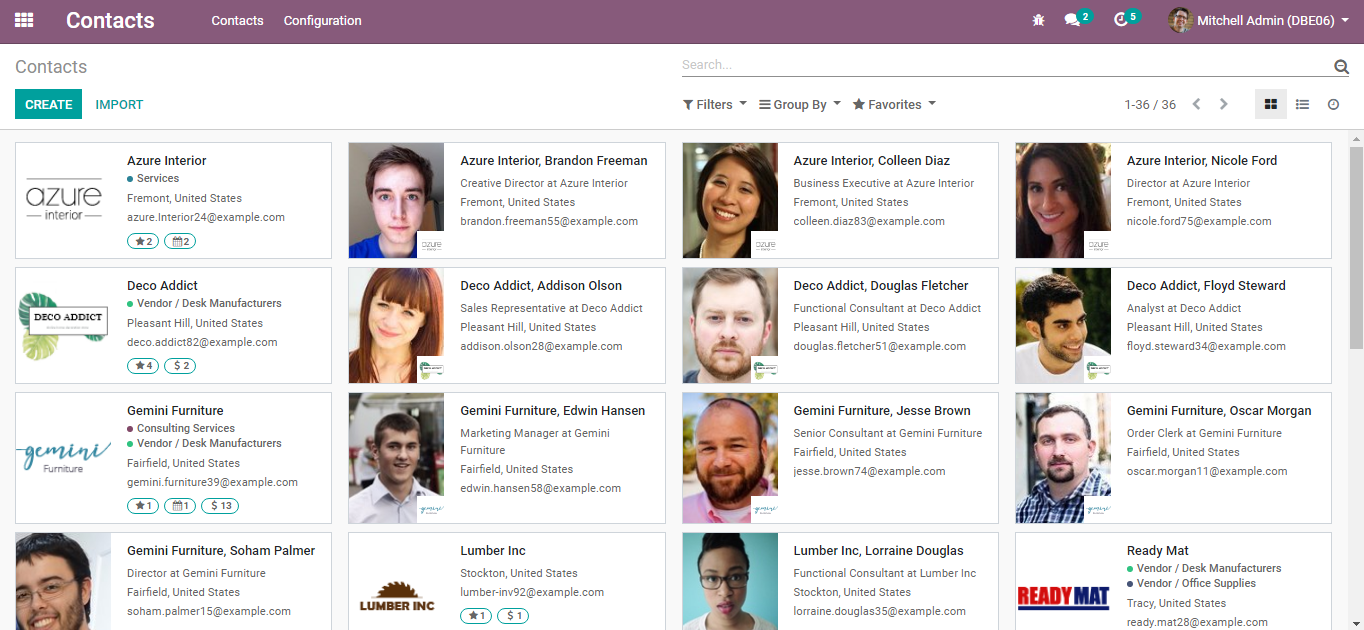 Contacts
Contacts Configuration
2 5 Mitchell Admin (DBE06)
Contacts
Search...
CREATE IMPORT
Filters Group By Favorites
1-36 / 36
azure
interior
Azure Interior
Services
Fremont, United States
azure.Interior24@example.com
2 2
Azure Interior, Brandon Freeman
Creative Director at Azure Interior
Fremont, United States
brandon.freeman55@example.com
azure
Azure Interior, Colleen Diaz
Business Executive at Azure Interior
Fremont, United States
colleen.diaz83@example.com
azure
Azure Interior, Nicole Ford
Director at Azure Interior
Fremont, United States
nicole.ford75@example.com
azure
DECO ADDICT
Deco Addict
Vendor / Desk Manufacturers
Pleasant Hill, United States
deco.addict82@example.com
4 $ 2
Deco Addict, Addison Olson
Sales Representative at Deco Addict
Pleasant Hill, United States
addison.olson28@example.com
Deco Addict, Douglas Fletcher
Functional Consultant at Deco Addict
Pleasant Hill, United States
douglas.fletcher51@example.com
Deco Addict, Floyd Steward
Analyst at Deco Addict
Pleasant Hill, United States
floyd.steward34@example.com
gemini
Furniture
Gemini Furniture
Consulting Services
Vendor / Desk Manufacturers
Fairfield, United States
gemini.furniture39@example.com
1 1 $ 13
Gemini Furniture, Edwin Hansen
Marketing Manager at Gemini
Furniture
Fairfield, United States
edwin.hansen58@example.com
gemini
Gemini Furniture, Jesse Brown
Senior Consultant at Gemini Furniture
Fairfield, United States
jesse.brown74@example.com
gemini
Gemini Furniture, Oscar Morgan
Order Clerk at Gemini Furniture
Fairfield, United States
oscar.morgan11@example.com
gemini
Gemini Furniture, Soham Palmer
Director at Gemini Furniture
Fairfield, United States
soham.palmer15@example.com
LUMBER INC
Lumber Inc
Stockton, United States
lumber-inv92@example.com
1 $ 1
Lumber Inc, Lorraine Douglas
Functional Consultant at Lumber Inc
Stockton, United States
lorraine.douglas35@example.com
READY MAT
Ready Mat
Vendor / Desk Manufacturers
Vendor / Office Supplies
Tracy, United States
ready.mat28@example.com